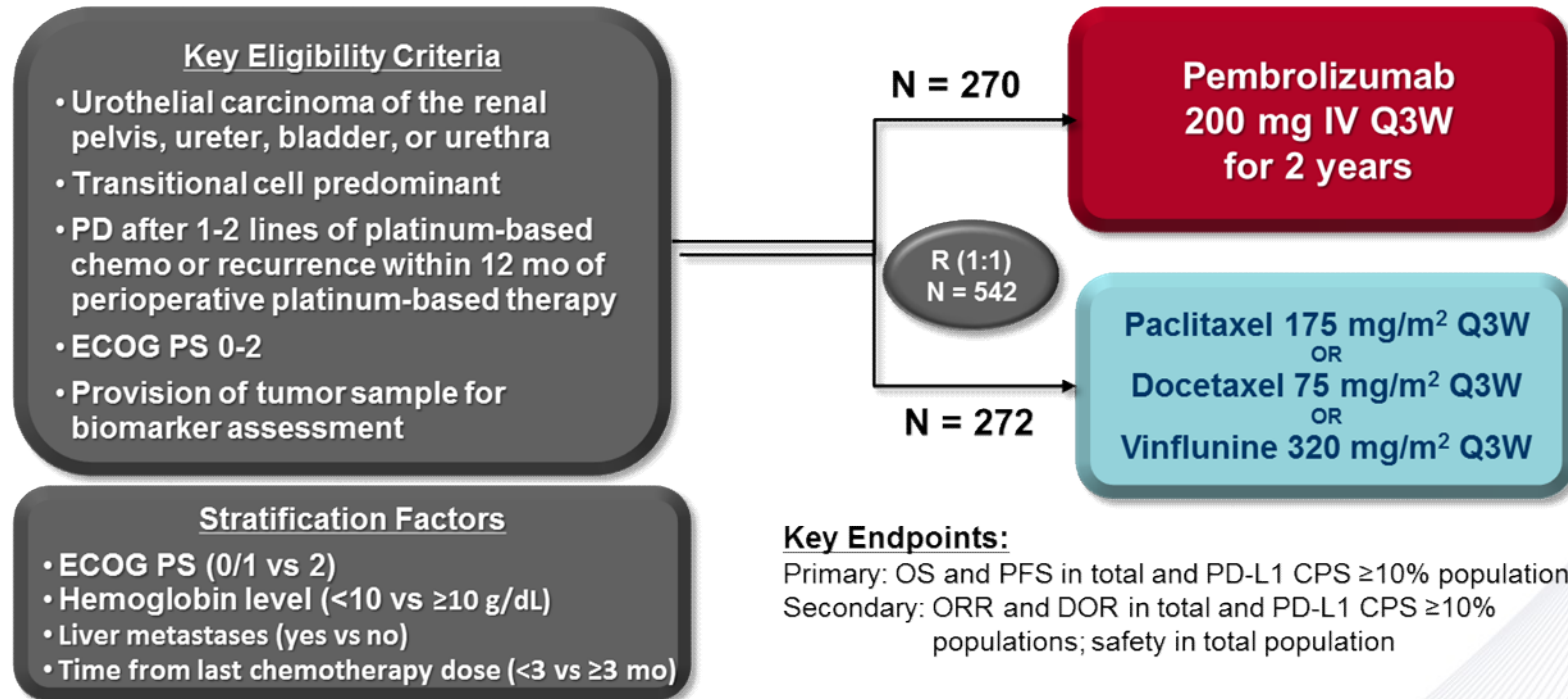 Key Eligibility Criteria
• Urothelial carcinoma of the renal
pelvis, ureter, bladder, or urethra
• Transitional cell predominant
• PD after 1-2 lines of platinum-based
chemo or recurrence within 12 mo of
perioperative platinum-based therapy
• ECOG PS 0-2
• Provision of tumor sample for
biomarker assessment
Stratification Factors
• ECOG PS (0/1 vs 2)
• Hemoglobin level (<10 vs ≥10 g/dL)
• Liver metastases (yes vs no)
• Time from last chemotherapy dose (<3 vs ≥3 mo)
N = 270
R (1:1)
N = 542
N = 272
Pembrolizumab
200 mg IV Q3W
for 2 years
Paclitaxel 175 mg/m² Q3W
OR
Docetaxel 75 mg/m² Q3W
OR
Vinflunine 320 mg/m² Q3W
Key Endpoints:
Primary: OS and PFS in total and PD-L1 CPS ≥10% population
Secondary: ORR and DOR in total and PD-L1 CPS ≥10%
populations; safety in total population